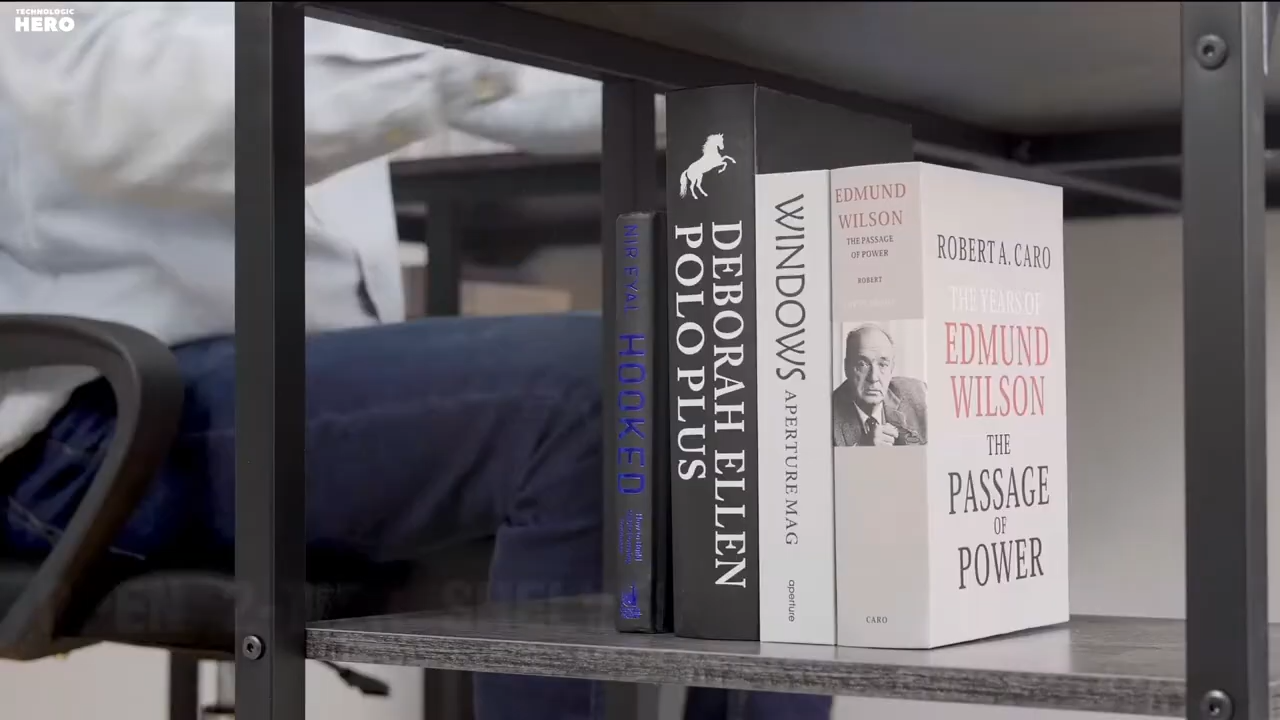 TECHNOLOGIC
HERO
NIR EYAL HOOKED
DEBORAH ELLEN
POLO PLUS
WINDOWS APERTURE MAG aperture
EDMUND
WILSON
THE PASSAGE
OF POWER
ROBERT
CARO
ROBERT A. CARO
THE YEARS OF
EDMUND
WILSON
THE
PASSAGE
OF
POWER